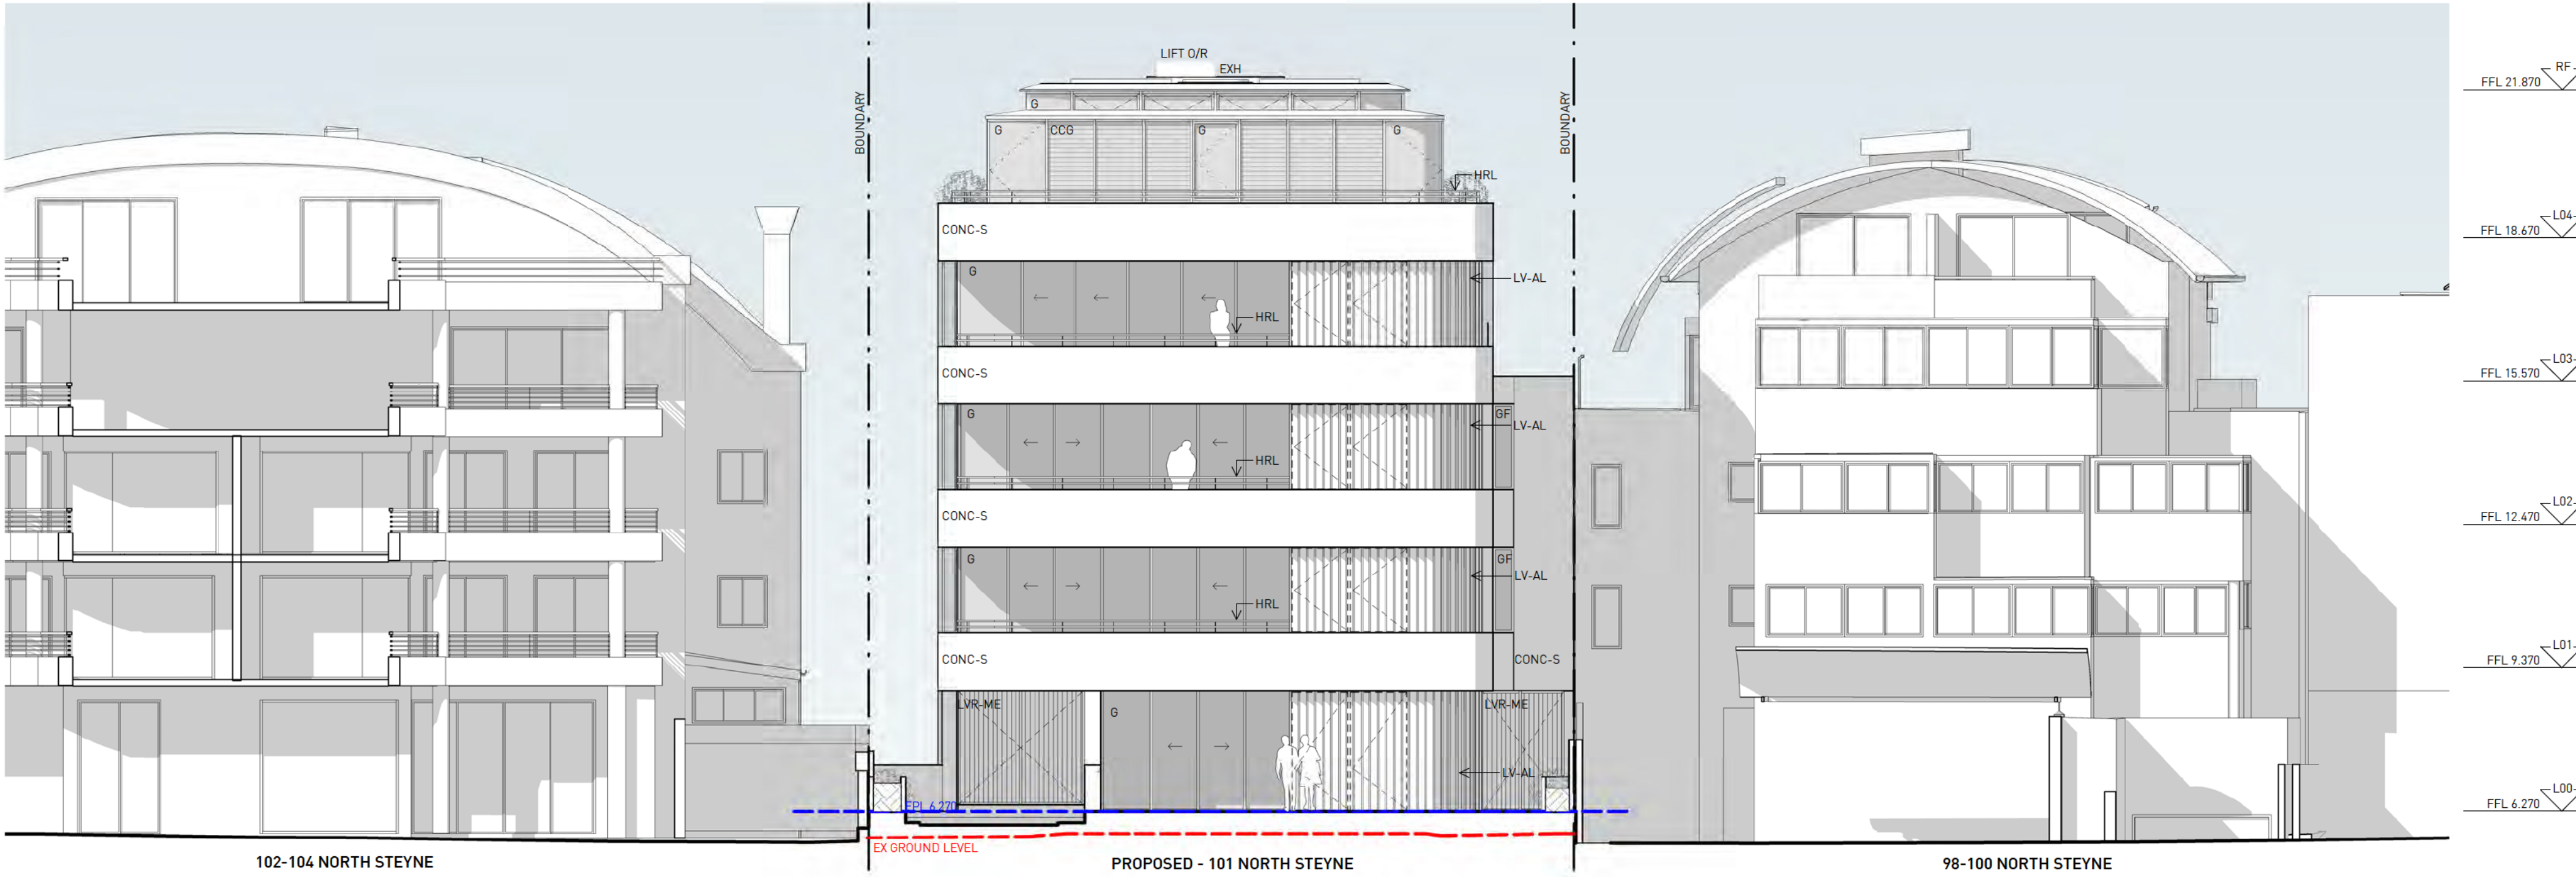 LIFT O/R
EXH
BOUNDARY
BOUNDARY
G
G
CCG
G
G
HRL
CONC-S
G
LV-AL
HRL
CONC-S
G
GF
LV-AL
HRL
CONC-S
G
GF
LV-AL
HRL
CONC-S
CONC-S
LVR-ME
G
LVR-ME
LV-AL
FPL 6.270
EX GROUND LEVEL
102-104 NORTH STEYNE
PROPOSED - 101 NORTH STEYNE
98-100 NORTH STEYNE
RF-
FFL 21.870
L04-
FFL 18.670
L03-
FFL 15.570
L02-
FFL 12.470
L01-
FFL 9.370
L00-
FFL 6.270